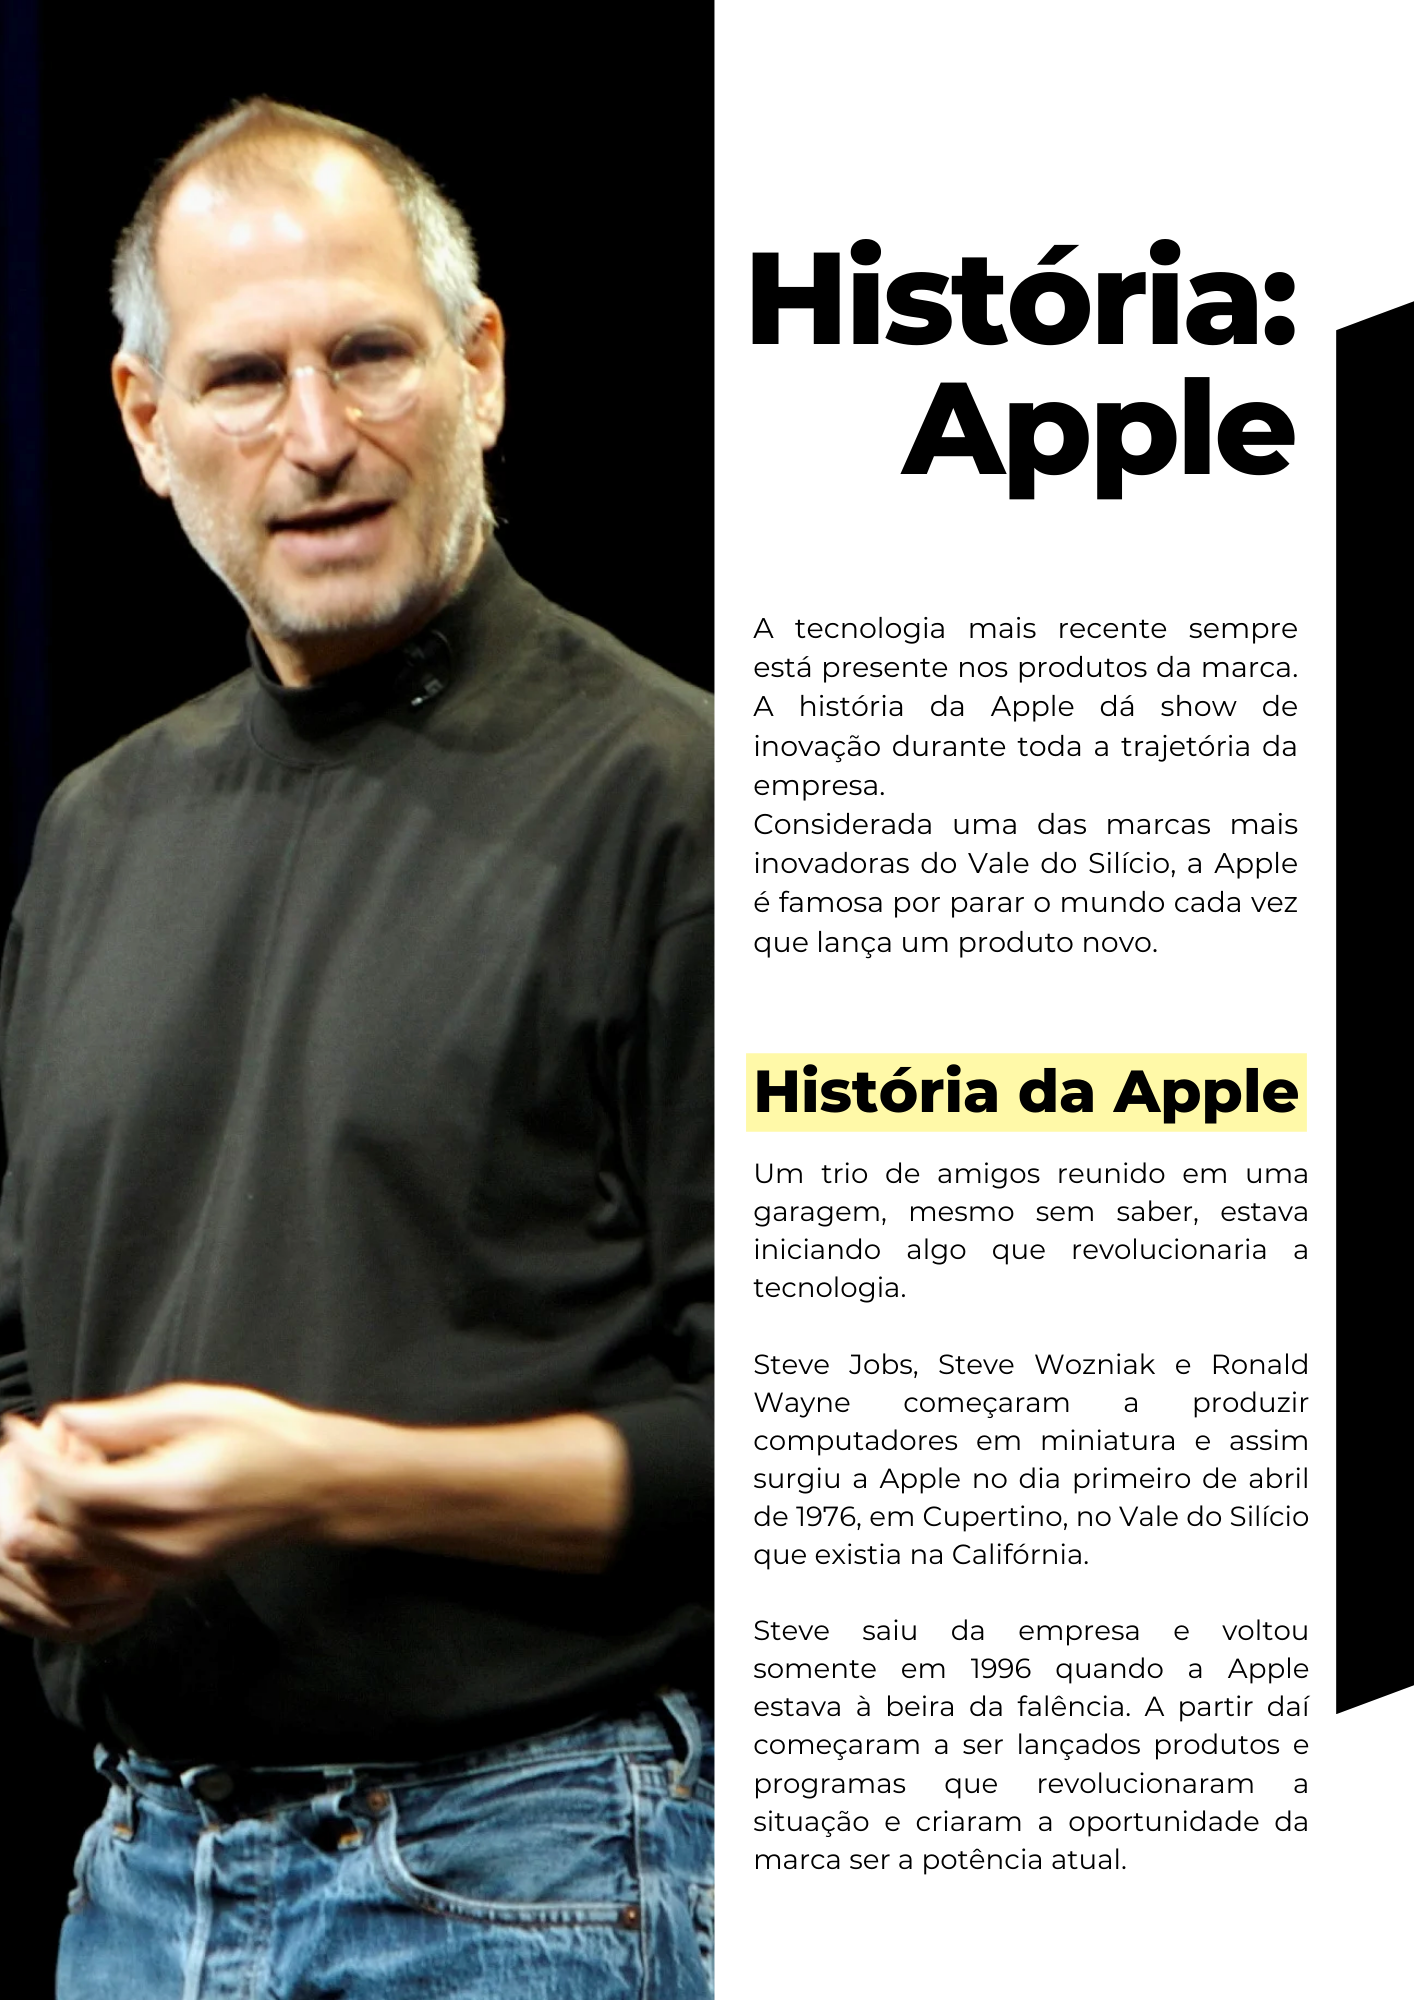 História:
Apple
A tecnologia mais recente sempre
está presente nos produtos da marca.
A história da Apple dá show de
inovação durante toda a trajetória da
empresa.
Considerada uma das marcas mais
inovadoras do Vale do Silício, a Apple
é famosa por parar o mundo cada vez
que lança um produto novo.
História da Apple
Um trio de amigos reunido em uma
garagem, mesmo sem saber, estava
iniciando algo que revolucionaria a
tecnologia.
Steve Jobs, Steve Wozniak e Ronald
Wayne começaram a produzir
computadores em miniatura e assim
surgiu a Apple no dia primeiro de abril
de 1976, em Cupertino, no Vale do Silício
que existia na Califórnia.
Steve saiu da empresa e voltou
somente em 1996 quando a Apple
estava à beira da falência. A partir daí
começaram a ser lançados produtos e
programas que revolucionaram a
situação e criaram a oportunidade da
marca ser a potência atual.